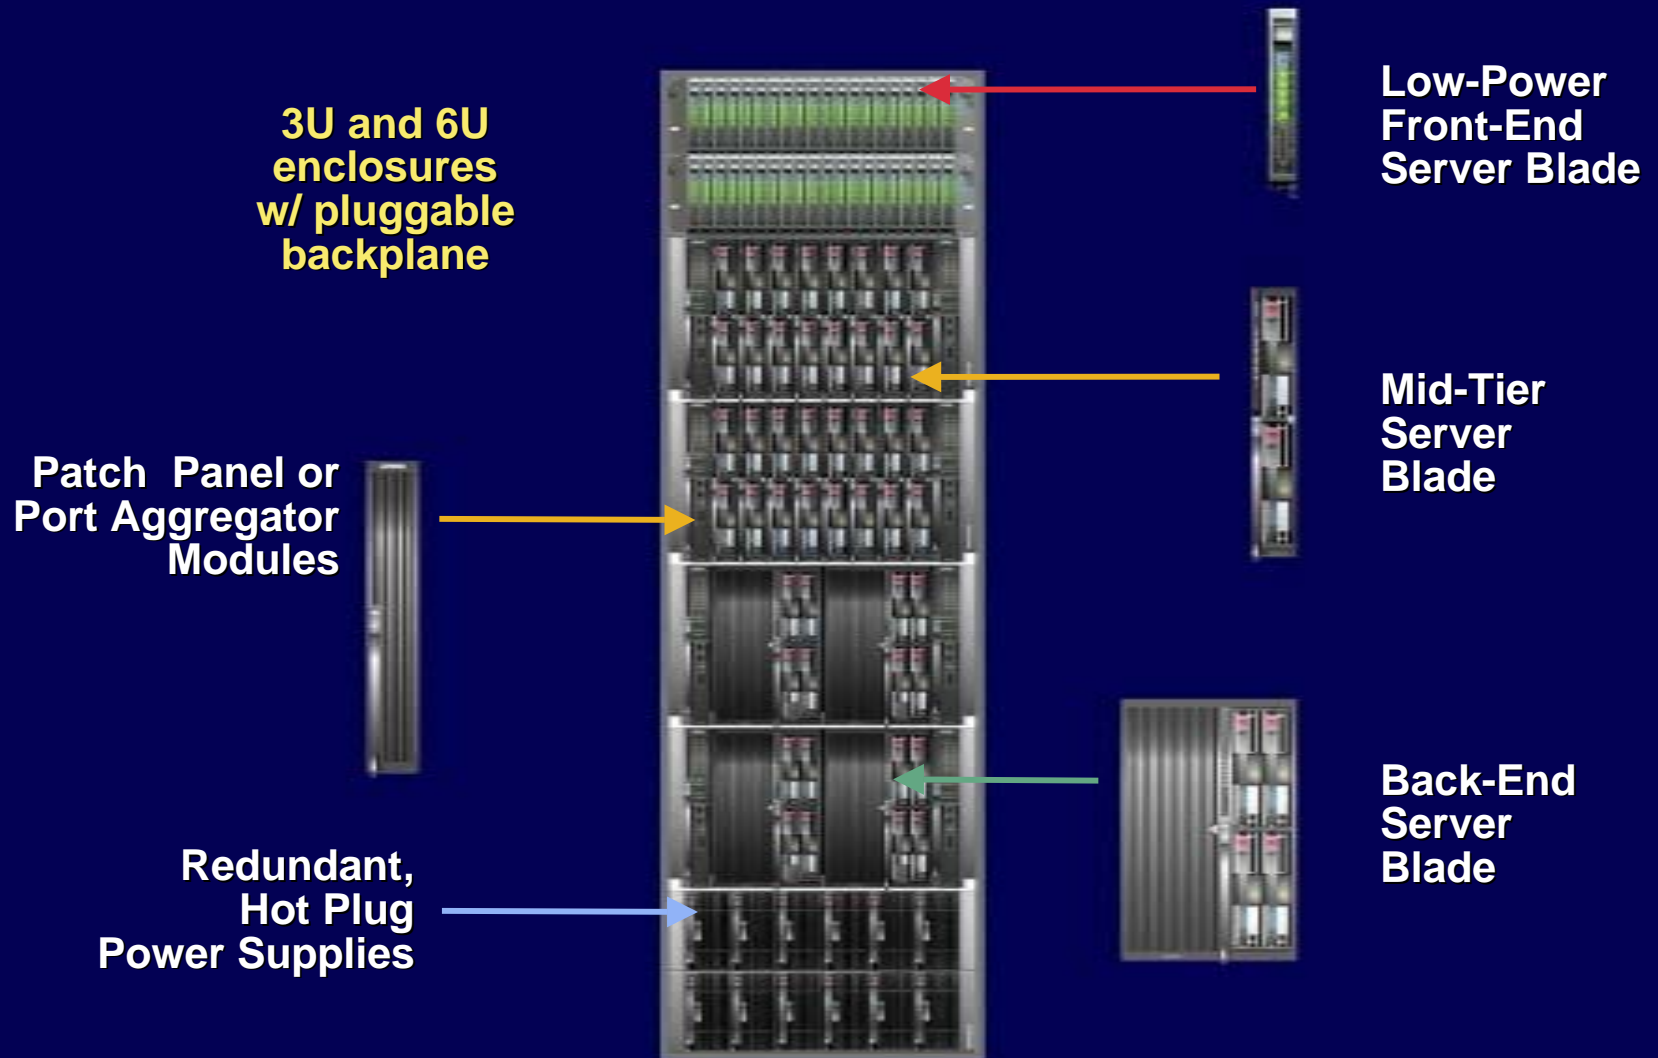 3U and 6U
enclosures
w/ pluggable
backplane
Low-Power
Front-End
Server Blade
Mid-Tier
Server
Blade
Patch Panel or
Port Aggregator
Modules
Back-End
Server
Blade
Redundant,
Hot Plug
Power Supplies